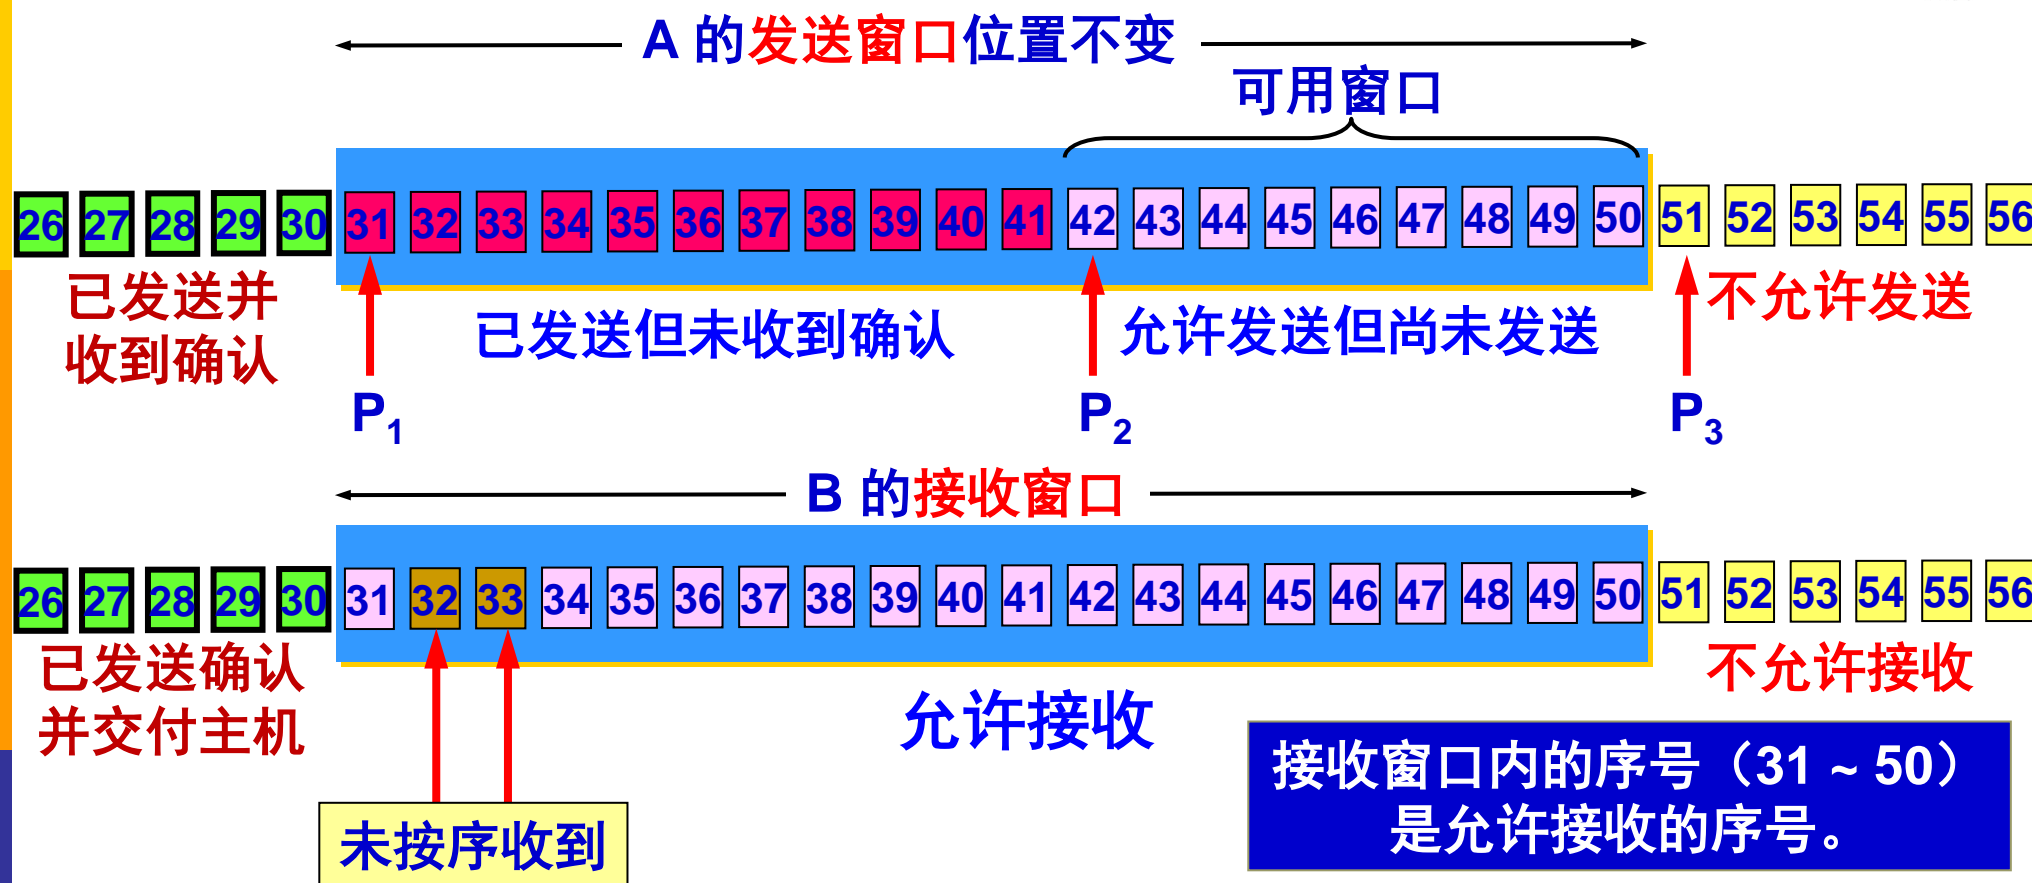 A 的发送窗口位置不变
可用窗口
26 27 28 29 30 31 32 33 34 35 36 37 38 39 40 41 42 43 44 45 46 47 48 49 50 51 52 53 54 55 56
已发送并
收到确认
已发送但未收到确认
允许发送但尚未发送
不允许发送
P1
P2
P3
B 的接收窗口
26 27 28 29 30 31 32 33 34 35 36 37 38 39 40 41 42 43 44 45 46 47 48 49 50 51 52 53 54 55 56
已发送确认
并交付主机
允许接收
不允许接收
未按序收到
接收窗口内的序号（31 ~ 50）
是允许接收的序号。